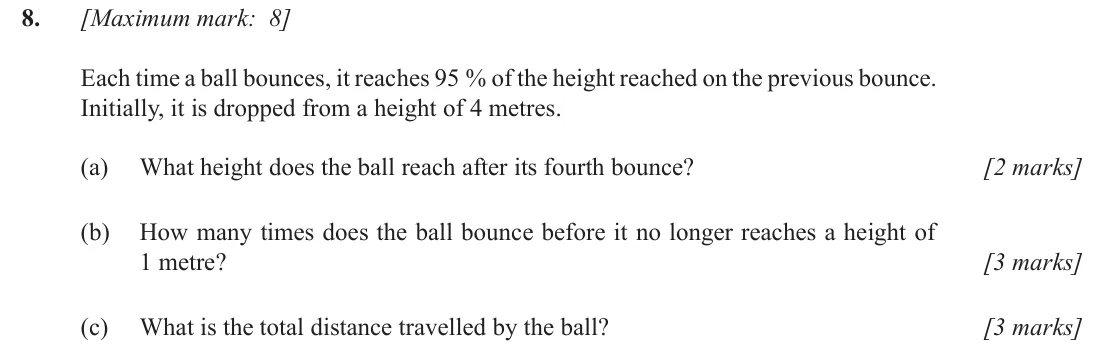 8. [Maximum mark: 8]
Each time a ball bounces, it reaches 95 % of the height reached on the previous bounce.
Initially, it is dropped from a height of 4 metres.
(a) What height does the ball reach after its fourth bounce? [2 marks]
(b) How many times does the ball bounce before it no longer reaches a height of
1 metre? [3 marks]
(c) What is the total distance travelled by the ball? [3 marks]